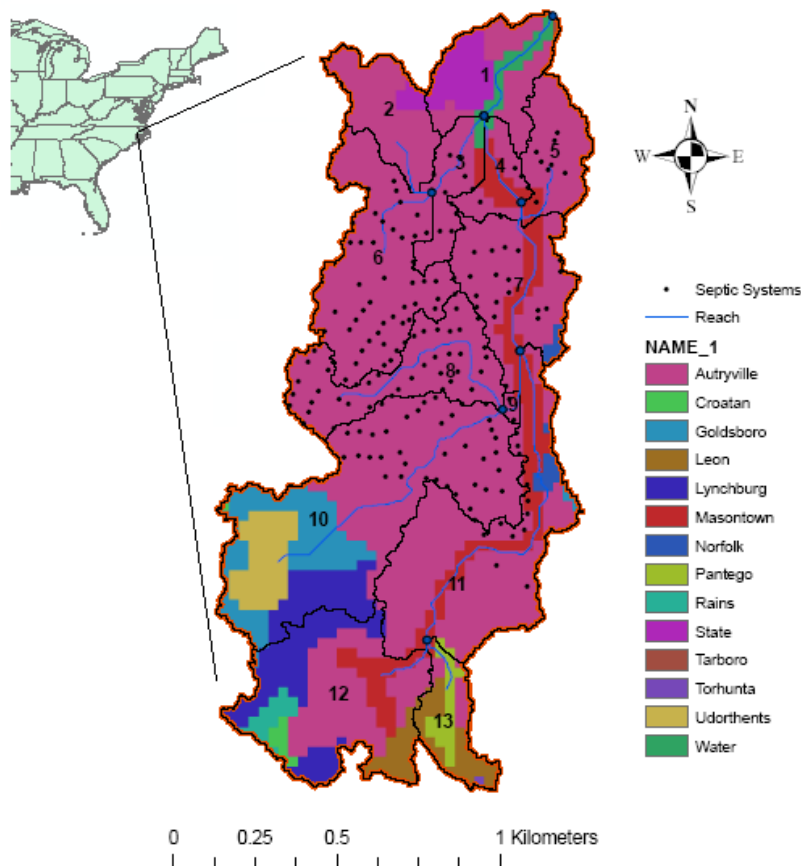 1
2
N
W E
S
3
4
5
6
7
Septic Systems
Reach
NAME_1
Autryville
Croatan
Goldsboro
Leon
Lynchburg
Masontown
Norfolk
Pantego
Rains
State
Tarboro
Torhunta
Udorthents
Water
8
9
10
11
12
13
0 0.25 0.5 1 Kilometers